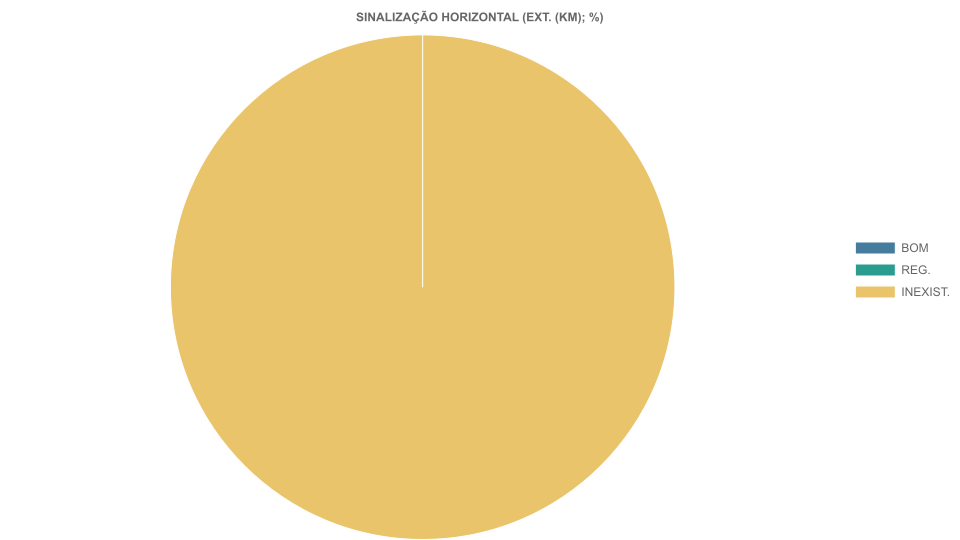 SINALIZAÇÃO HORIZONTAL (EXT. (KM); %)
BOM
REG.
INEXIST.